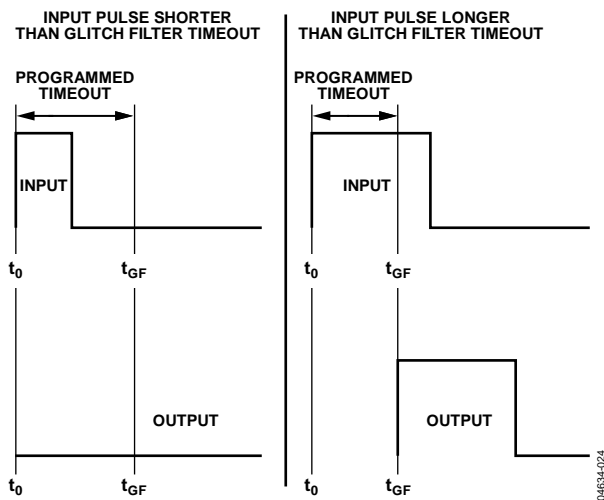 INPUT PULSE SHORTER
THAN GLITCH FILTER TIMEOUT
PROGRAMMED
TIMEOUT
INPUT
t0
tGF
OUTPUT
t0
tGF
INPUT PULSE LONGER
THAN GLITCH FILTER TIMEOUT
PROGRAMMED
TIMEOUT
INPUT
t0
tGF
OUTPUT
t0
tGF
04634-024